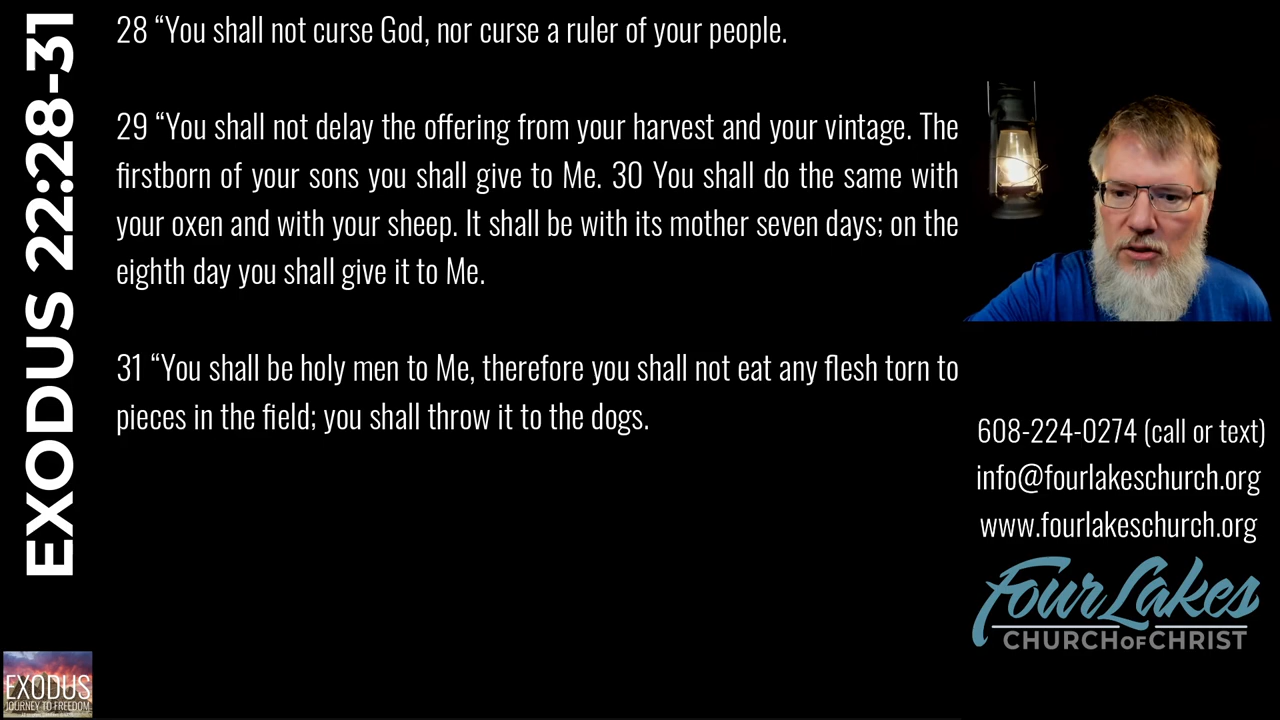 EXODUS 22:28-31
28 “You shall not curse God, nor curse a ruler of your people.
29 “You shall not delay the offering from your harvest and your vintage. The
firstborn of your sons you shall give to Me. 30 You shall do the same with
your oxen and with your sheep. It shall be with its mother seven days; on the
eighth day you shall give it to Me.
31 “You shall be holy men to Me, therefore you shall not eat any flesh torn to
pieces in the field; you shall throw it to the dogs.
608-224-0274 (call or text)
info@fourlakeschurch.org
www.fourlakeschurch.org
Four Lakes
CHURCH OF CHRIST
EXODUS
JOURNEY TO FREEDOM